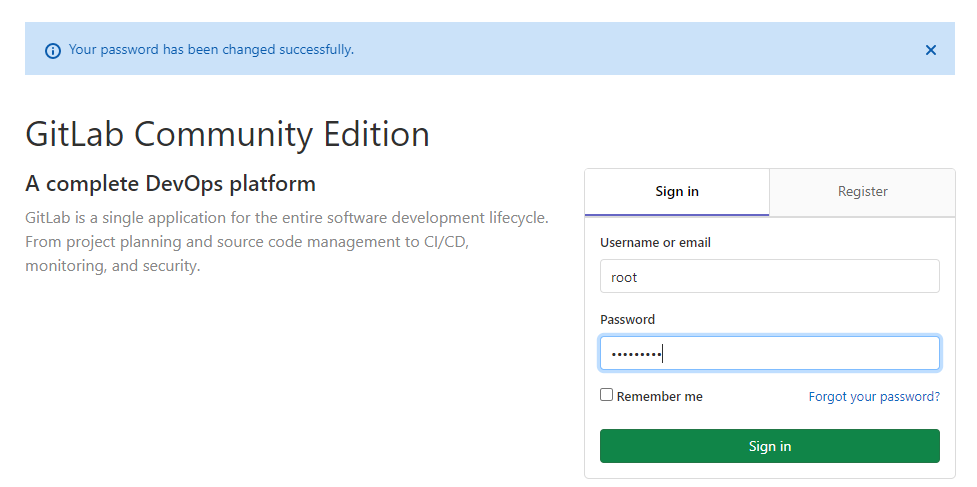 Your password has been changed successfully.
GitLab Community Edition
A complete DevOps platform
GitLab is a single application for the entire software development lifecycle.
From project planning and source code management to CI/CD,
monitoring, and security.
Sign in
Register
Username or email
root
Password
•••••••••
Remember me
Forgot your password?
Sign in